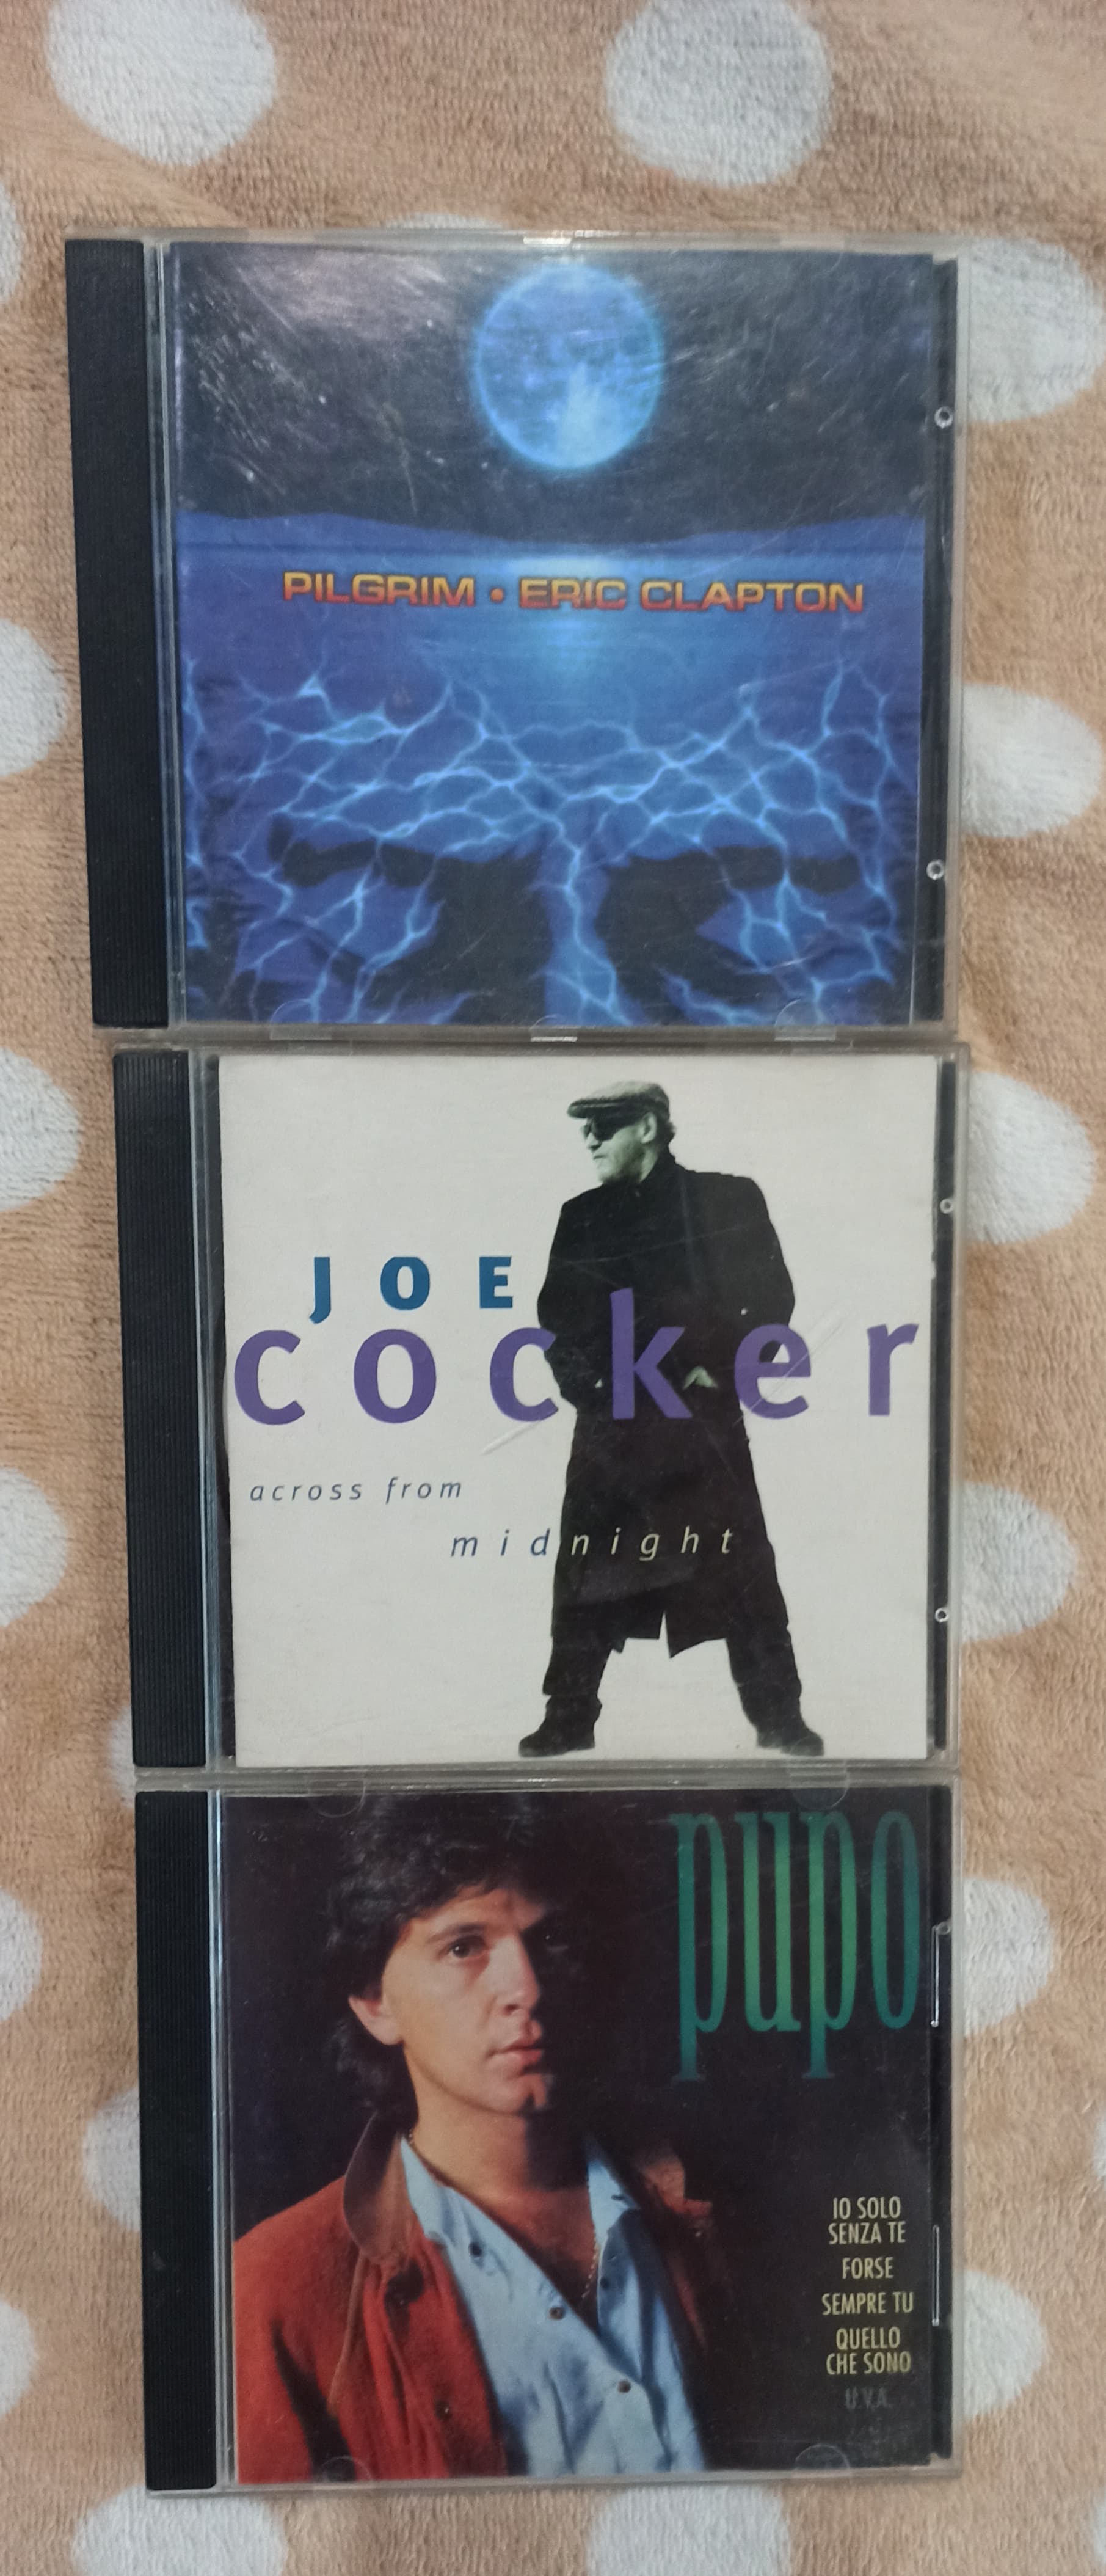 PILGRIM • ERIC CLAPTON
JOE
cocker
across from
midnight
pupo
IO SOLO
SENZA TE
FORSE
SEMPRE TU
QUELLO
CHE SONO
U.V.A.